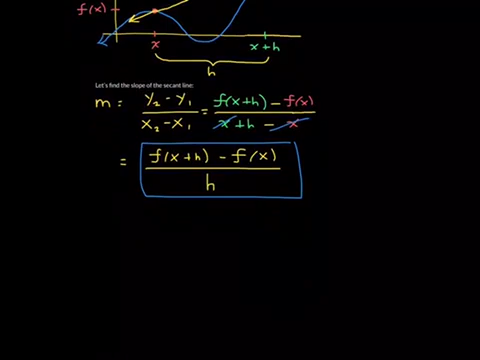 f(x)
x x+h
h
Let's find the slope of the secant line:
m = y₂ - y₁ / x₂ - x₁ = f(x+h) - f(x) / x + h - x
= f(x+h) - f(x) / h